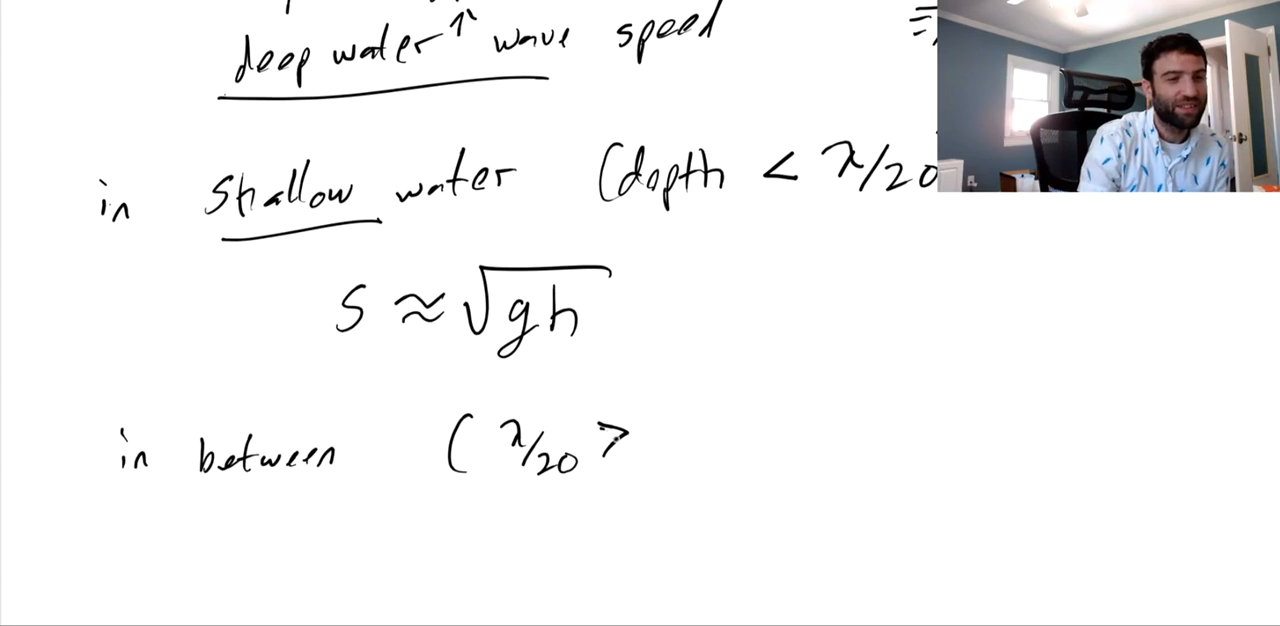 deep water wave speed
in shallow water (depth < λ/20
S ≈ √gh
in between ( λ/20 >